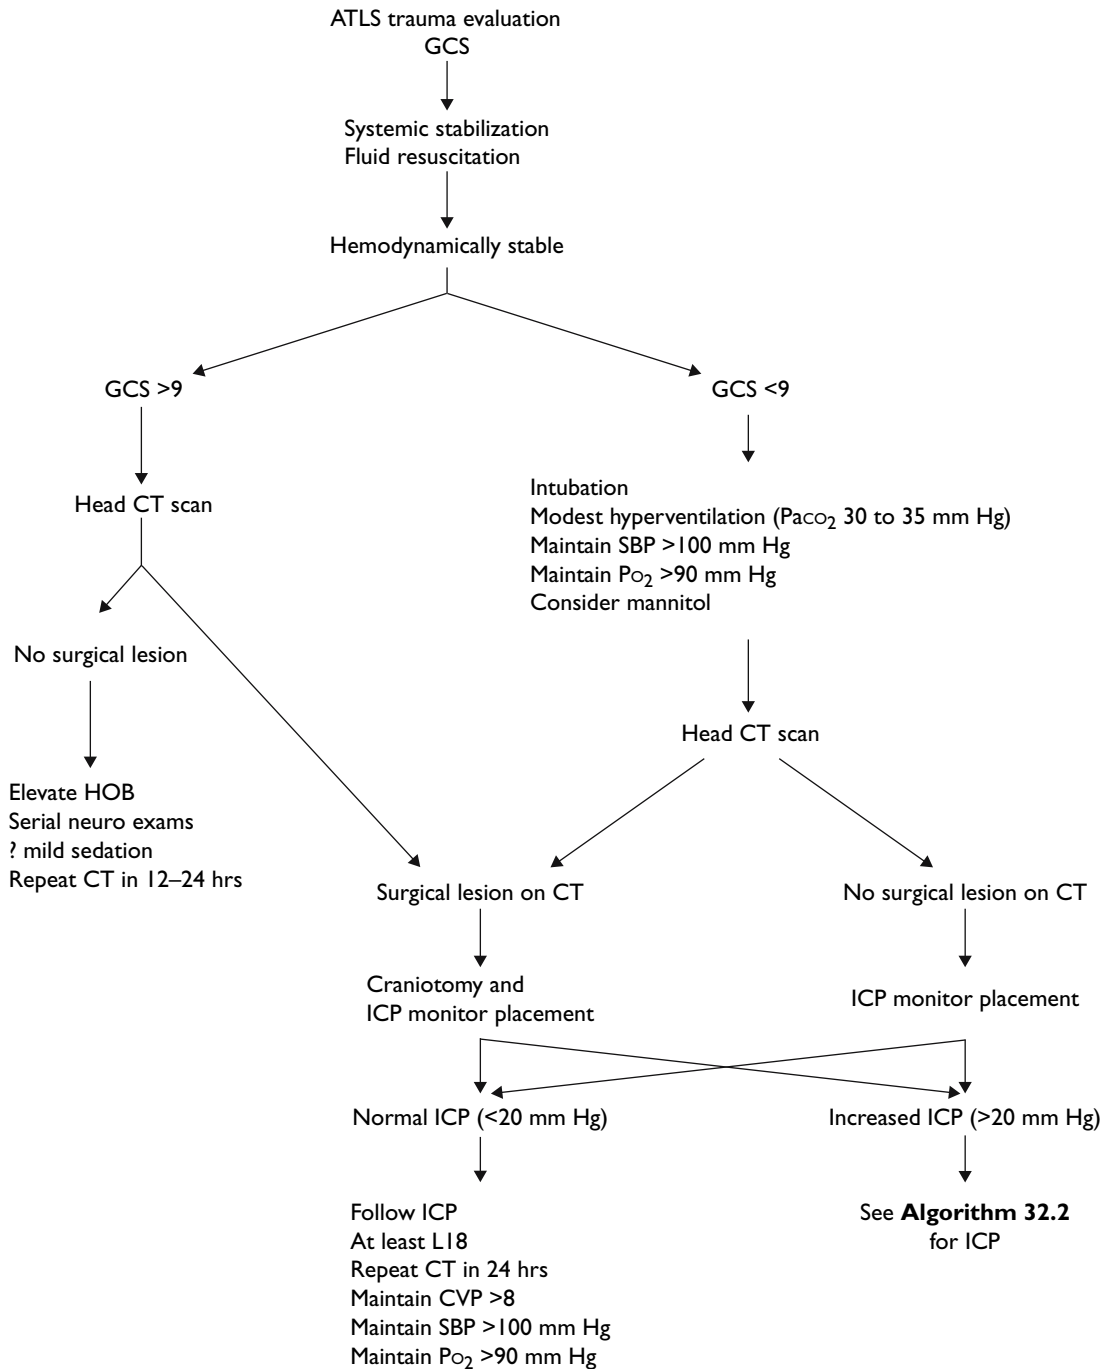 ATLS trauma evaluation
GCS
Systemic stabilization
Fluid resuscitation
Hemodynamically stable
GCS >9
GCS <9
Head CT scan
Intubation
Modest hyperventilation (PaCO₂ 30 to 35 mm Hg)
Maintain SBP >100 mm Hg
Maintain PO₂ >90 mm Hg
Consider mannitol
No surgical lesion
Head CT scan
Elevate HOB
Serial neuro exams
? mild sedation
Repeat CT in 12–24 hrs
Surgical lesion on CT
No surgical lesion on CT
Craniotomy and
ICP monitor placement
ICP monitor placement
Normal ICP (<20 mm Hg)
Increased ICP (>20 mm Hg)
Follow ICP
At least L18
Repeat CT in 24 hrs
Maintain CVP >8
Maintain SBP >100 mm Hg
Maintain PO₂ >90 mm Hg
See Algorithm 32.2
for ICP